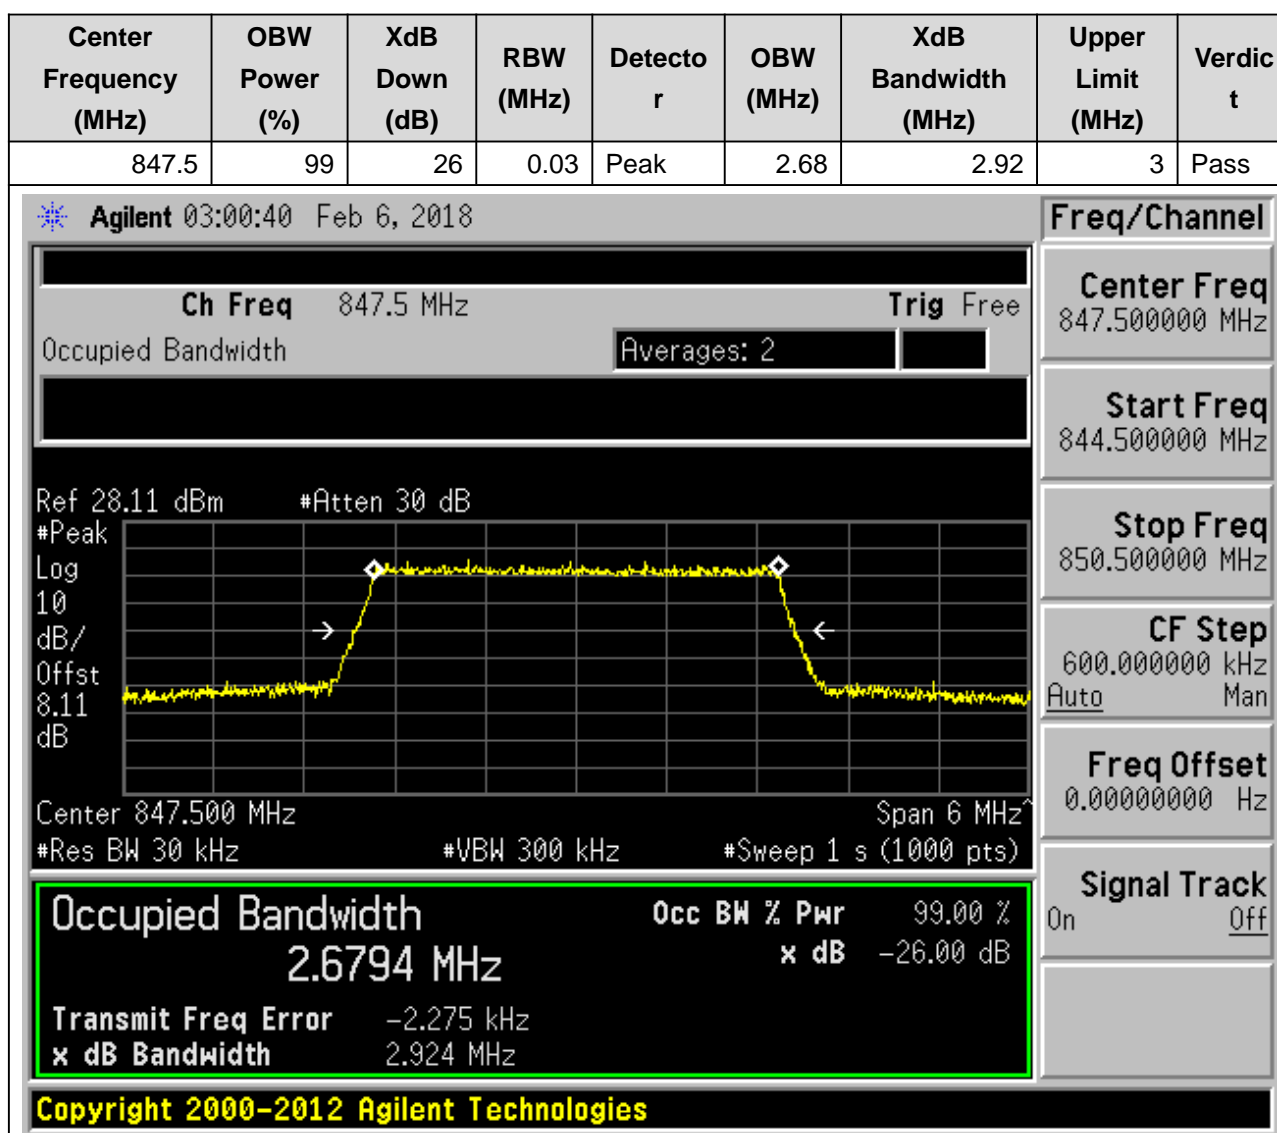 Center Frequency (MHz) OBW Power (%) XdB Down (dB) RBW (MHz) Detecto r OBW (MHz) XdB Bandwidth (MHz) Upper Limit (MHz) Verdic t
847.5 99 26 0.03 Peak 2.68 2.92 3 Pass
Agilent 03:00:40 Feb 6, 2018
Freq/Channel
Ch Freq 847.5 MHz Trig Free
Occupied Bandwidth Averages: 2
Center Freq
847.500000 MHz
Start Freq
844.500000 MHz
Stop Freq
850.500000 MHz
CF Step
600.000000 kHz
Auto Man
Freq Offset
0.00000000 Hz
Signal Track
On Off
Ref 28.11 dBm #Atten 30 dB
#Peak
Log
10
dB/
Offst
8.11
dB
Center 847.500 MHz Span 6 MHz^
#Res BW 30 kHz #VBW 300 kHz #Sweep 1 s (1000 pts)
Occupied Bandwidth Occ BW % Pwr 99.00 %
2.6794 MHz x dB -26.00 dB
Transmit Freq Error -2.275 kHz
x dB Bandwidth 2.924 MHz
Copyright 2000-2012 Agilent Technologies